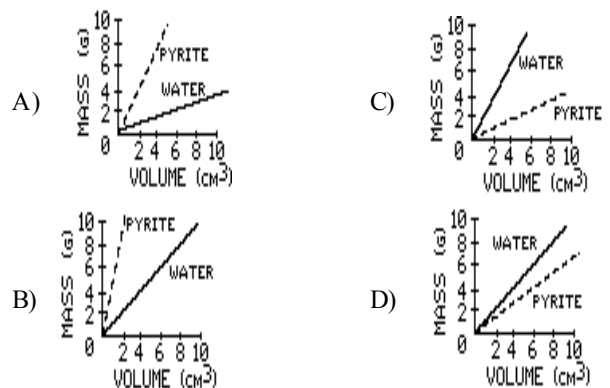 A)
MASS (G)
10
8
6
4
2
0
PYRITE
WATER
2 4 6 8 10
VOLUME (CM3)
C)
MASS (G)
10
8
6
4
2
0
WATER
PYRITE
2 4 6 8 10
VOLUME (CM3)
B)
MASS (G)
10
8
6
4
2
0
PYRITE
WATER
2 4 6 8 10
VOLUME (CM3)
D)
MASS (G)
10
8
6
4
2
0
WATER
PYRITE
2 4 6 8 10
VOLUME (CM3)